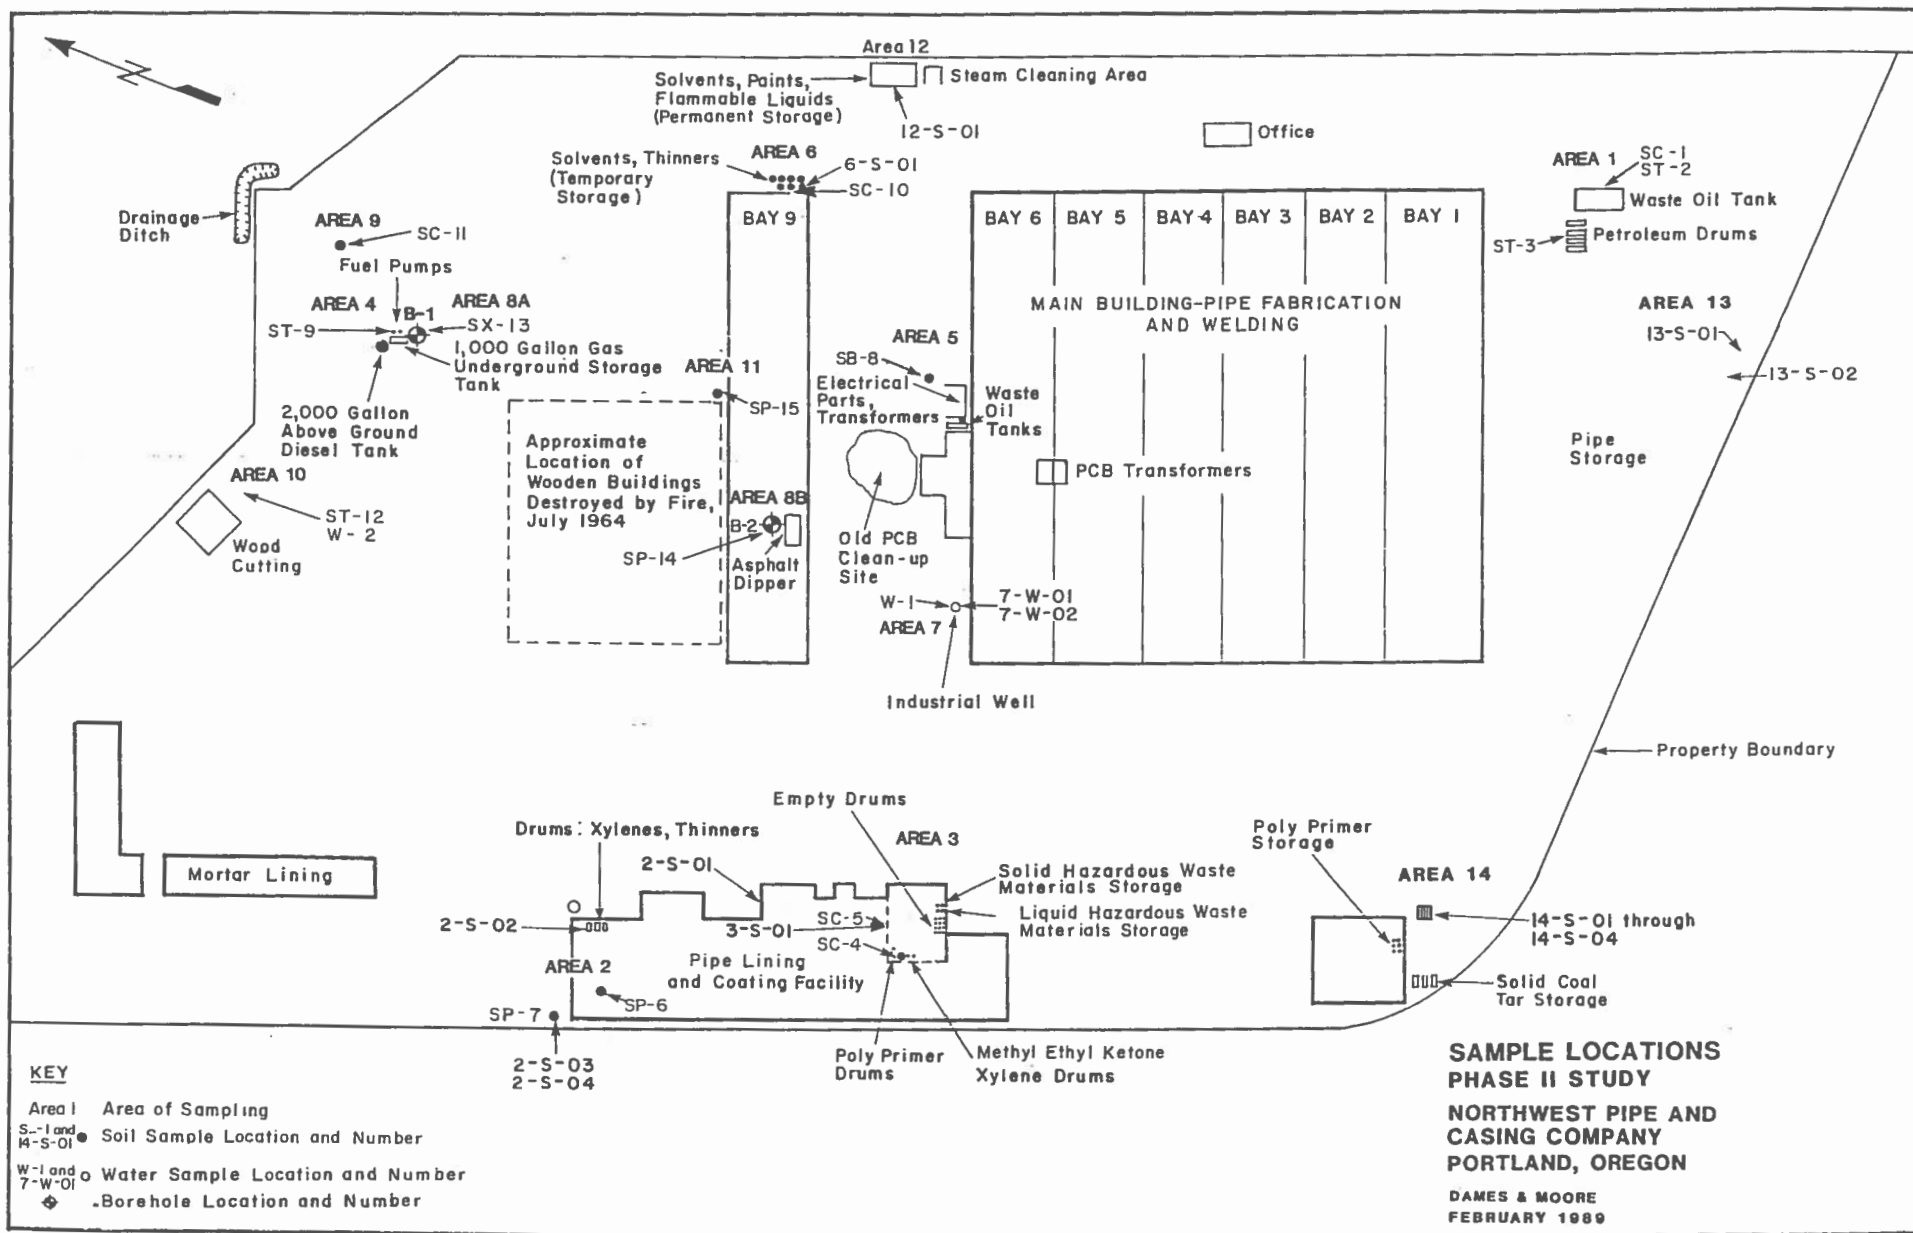 Area 12
Solvents, Paints,
Flammable Liquids
(Permanent Storage)
Steam Cleaning Area
12-S-01
Office
AREA 6
Solvents, Thinners
(Temporary
Storage)
6-S-01
SC-10
AREA 1
SC-1
ST-2
Waste Oil Tank
ST-3
Petroleum Drums
N
Drainage
Ditch
AREA 9
SC-11
Fuel Pumps
AREA 4
B-1
AREA 8A
ST-9
SX-13
1,000 Gallon Gas
Underground Storage
Tank
2,000 Gallon
Above Ground
Diesel Tank
BAY 9
BAY 6
BAY 5
BAY 4
BAY 3
BAY 2
BAY 1
MAIN BUILDING-PIPE FABRICATION
AND WELDING
AREA 13
13-S-01
13-S-02
AREA 5
SB-8
Electrical
Parts,
Transformers
Waste
Oil
Tanks
AREA 11
SP-15
Approximate
Location of
Wooden Buildings
Destroyed by Fire,
July 1964
AREA 10
ST-12
W-2
Wood
Cutting
AREA 8B
B-2
SP-14
Asphalt
Dipper
Old PCB
Clean-up
Site
PCB Transformers
Pipe
Storage
W-1
7-W-01
7-W-02
AREA 7
Industrial Well
Property Boundary
Mortar Lining
Empty Drums
Drums: Xylenes, Thinners
AREA 3
2-S-01
Solid Hazardous Waste
Materials Storage
Liquid Hazardous Waste
Materials Storage
2-S-02
SC-5
3-S-01
SC-4
AREA 2
Pipe Lining
and Coating Facility
SP-6
SP-7
2-S-03
2-S-04
Poly Primer
Drums
Methyl Ethyl Ketone
Xylene Drums
Poly Primer
Storage
AREA 14
14-S-01 through
14-S-04
Solid Coal
Tar Storage
KEY
Area 1 Area of Sampling
S--1 and
14-S-01 Soil Sample Location and Number
W-1 and
7-W-01 Water Sample Location and Number
Borehole Location and Number
SAMPLE LOCATIONS
PHASE II STUDY
NORTHWEST PIPE AND
CASING COMPANY
PORTLAND, OREGON
DAMES & MOORE
FEBRUARY 1989